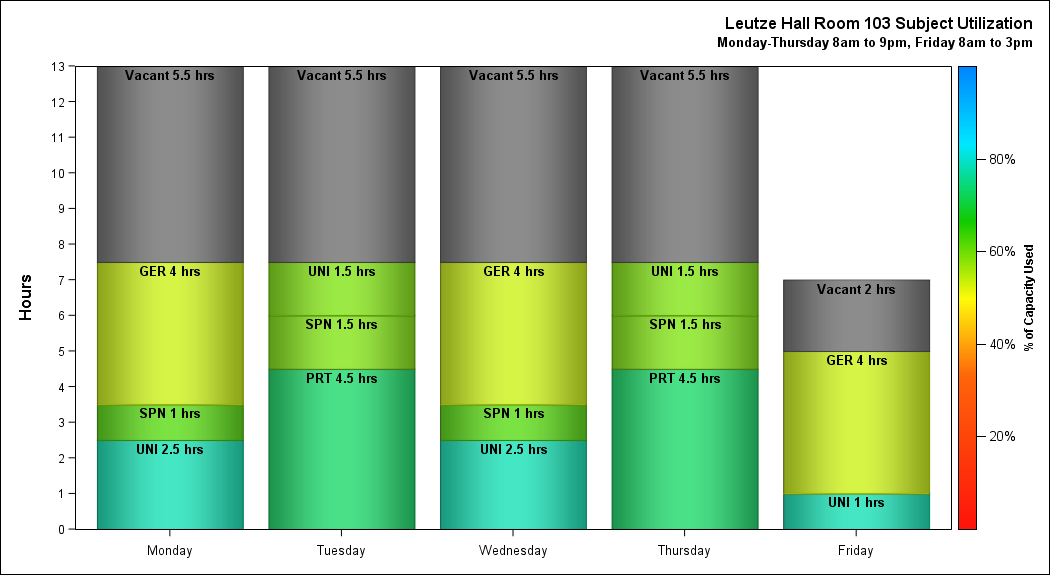 Leutze Hall Room 103 Subject Utilization
Monday-Thursday 8am to 9pm, Friday 8am to 3pm
Hours
13
12
11
10
9
8
7
6
5
4
3
2
1
0
Vacant 5.5 hrs
GER 4 hrs
SPN 1 hrs
UNI 2.5 hrs
Vacant 5.5 hrs
UNI 1.5 hrs
SPN 1.5 hrs
PRT 4.5 hrs
Vacant 5.5 hrs
GER 4 hrs
SPN 1 hrs
UNI 2.5 hrs
Vacant 5.5 hrs
UNI 1.5 hrs
SPN 1.5 hrs
PRT 4.5 hrs
Vacant 2 hrs
GER 4 hrs
UNI 1 hrs
Monday
Tuesday
Wednesday
Thursday
Friday
80%
60%
40%
20%
% of Capacity Used